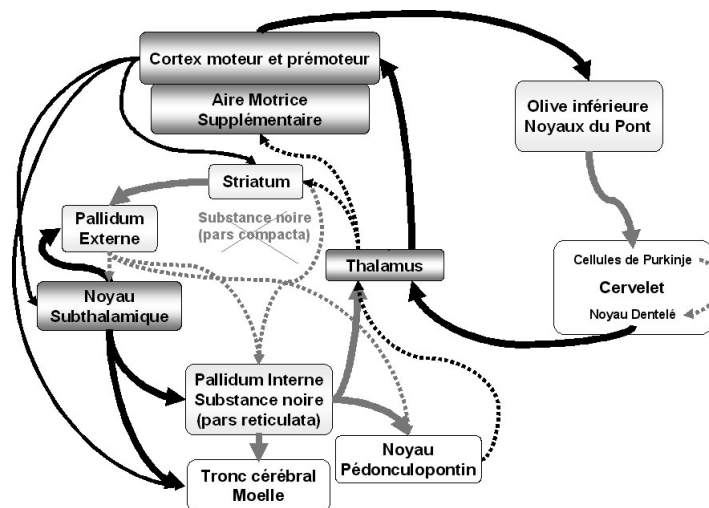 Cortex moteur et prémoteur
Aire Motrice
Supplémentaire
Olive inférieure
Noyaux du Pont
Striatum
Substance noire
(pars compacta)
Pallidum
Externe
Thalamus
Cellules de Purkinje
Cervelet
Noyau Dentelé
Noyau
Subthalamique
Pallidum Interne
Substance noire
(pars reticulata)
Noyau
Pédonculopontin
Tronc cérébral
Moelle